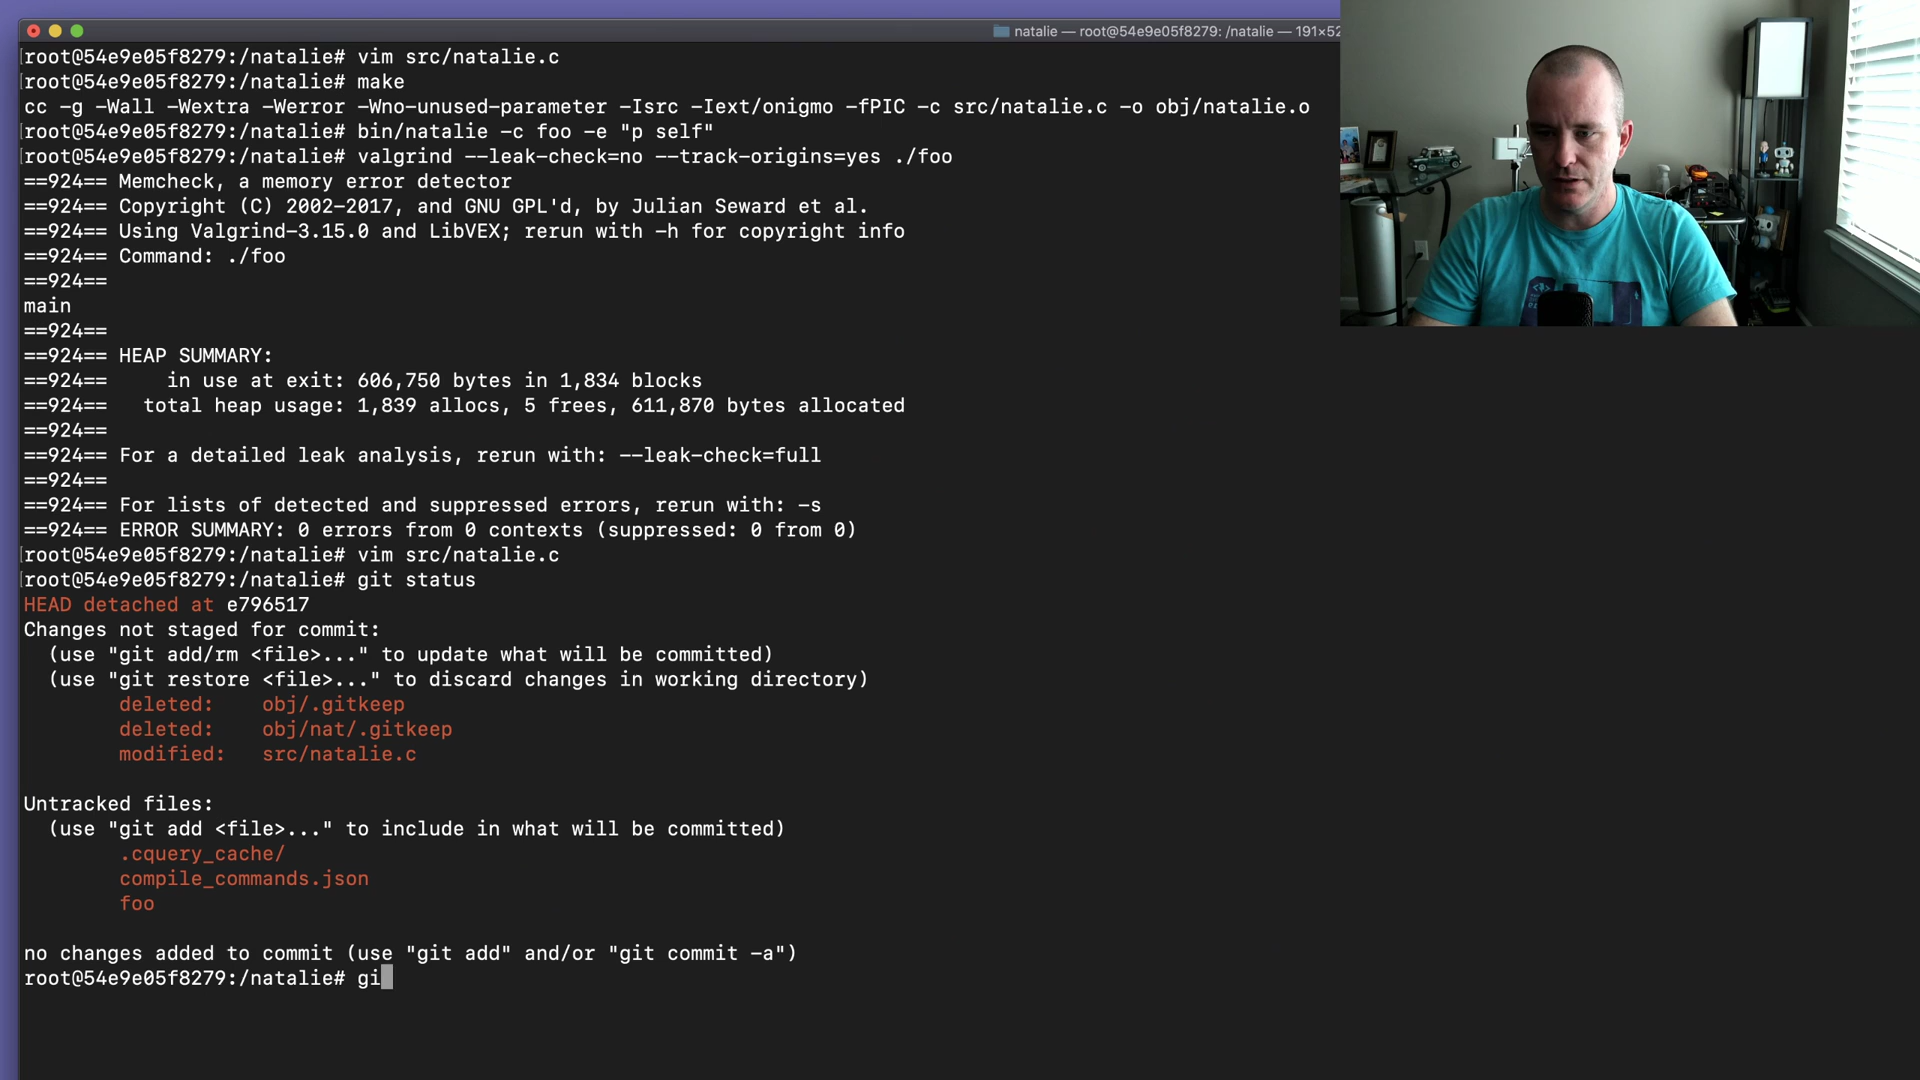 natalie — root@54e9e05f8279: /natalie — 191×52
[root@54e9e05f8279:/natalie# vim src/natalie.c
[root@54e9e05f8279:/natalie# make
cc -g -Wall -Wextra -Werror -Wno-unused-parameter -Isrc -Iext/onigmo -fPIC -c src/natalie.c -o obj/natalie.o
[root@54e9e05f8279:/natalie# bin/natalie -c foo -e "p self"
[root@54e9e05f8279:/natalie# valgrind --leak-check=no --track-origins=yes ./foo
==924== Memcheck, a memory error detector
==924== Copyright (C) 2002-2017, and GNU GPL'd, by Julian Seward et al.
==924== Using Valgrind-3.15.0 and LibVEX; rerun with -h for copyright info
==924== Command: ./foo
==924==
main
==924==
==924== HEAP SUMMARY:
==924==     in use at exit: 606,750 bytes in 1,834 blocks
==924==   total heap usage: 1,839 allocs, 5 frees, 611,870 bytes allocated
==924==
==924== For a detailed leak analysis, rerun with: --leak-check=full
==924==
==924== For lists of detected and suppressed errors, rerun with: -s
==924== ERROR SUMMARY: 0 errors from 0 contexts (suppressed: 0 from 0)
[root@54e9e05f8279:/natalie# vim src/natalie.c
[root@54e9e05f8279:/natalie# git status
HEAD detached at e796517
Changes not staged for commit:
  (use "git add/rm <file>..." to update what will be committed)
  (use "git restore <file>..." to discard changes in working directory)
        deleted:    obj/.gitkeep
        deleted:    obj/nat/.gitkeep
        modified:   src/natalie.c
Untracked files:
  (use "git add <file>..." to include in what will be committed)
        .cquery_cache/
        compile_commands.json
        foo
no changes added to commit (use "git add" and/or "git commit -a")
root@54e9e05f8279:/natalie# gi